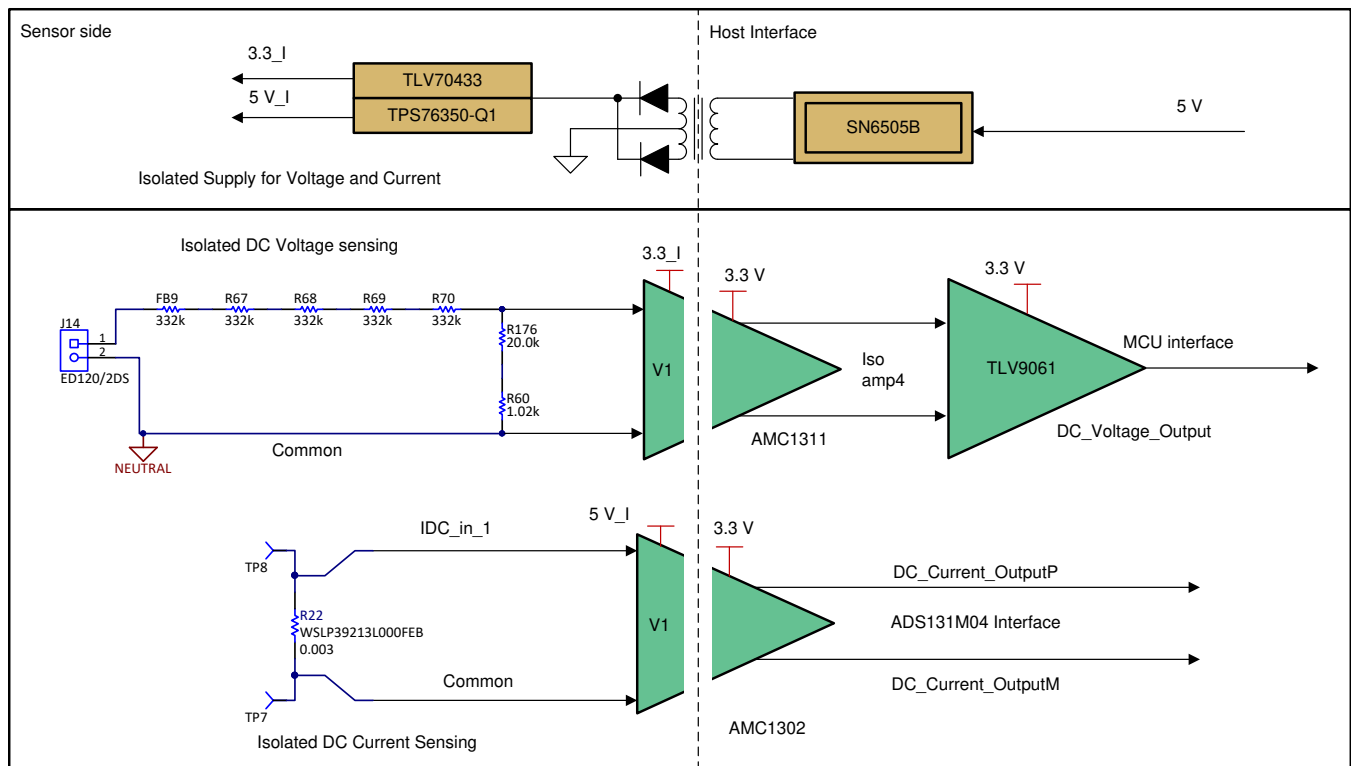 Sensor side
Host Interface
3.3_I
TLV70433
5 V_I
TPS76350-Q1
SN6505B
5 V
Isolated Supply for Voltage and Current
Isolated DC Voltage sensing
3.3_I
3.3 V
3.3 V
FB9
R67
R68
R69
R70
332k
332k
332k
332k
332k
J14
1
2
ED120/2DS
R176
20.0k
R60
1.02k
V1
Iso
amp4
TLV9061
MCU interface
Common
NEUTRAL
AMC1311
DC_Voltage_Output
5 V_I
3.3 V
IDC_in_1
TP8
R22
WSLP39213L000FEB
0.003
V1
DC_Current_OutputP
ADS131M04 Interface
Common
DC_Current_OutputM
TP7
AMC1302
Isolated DC Current Sensing